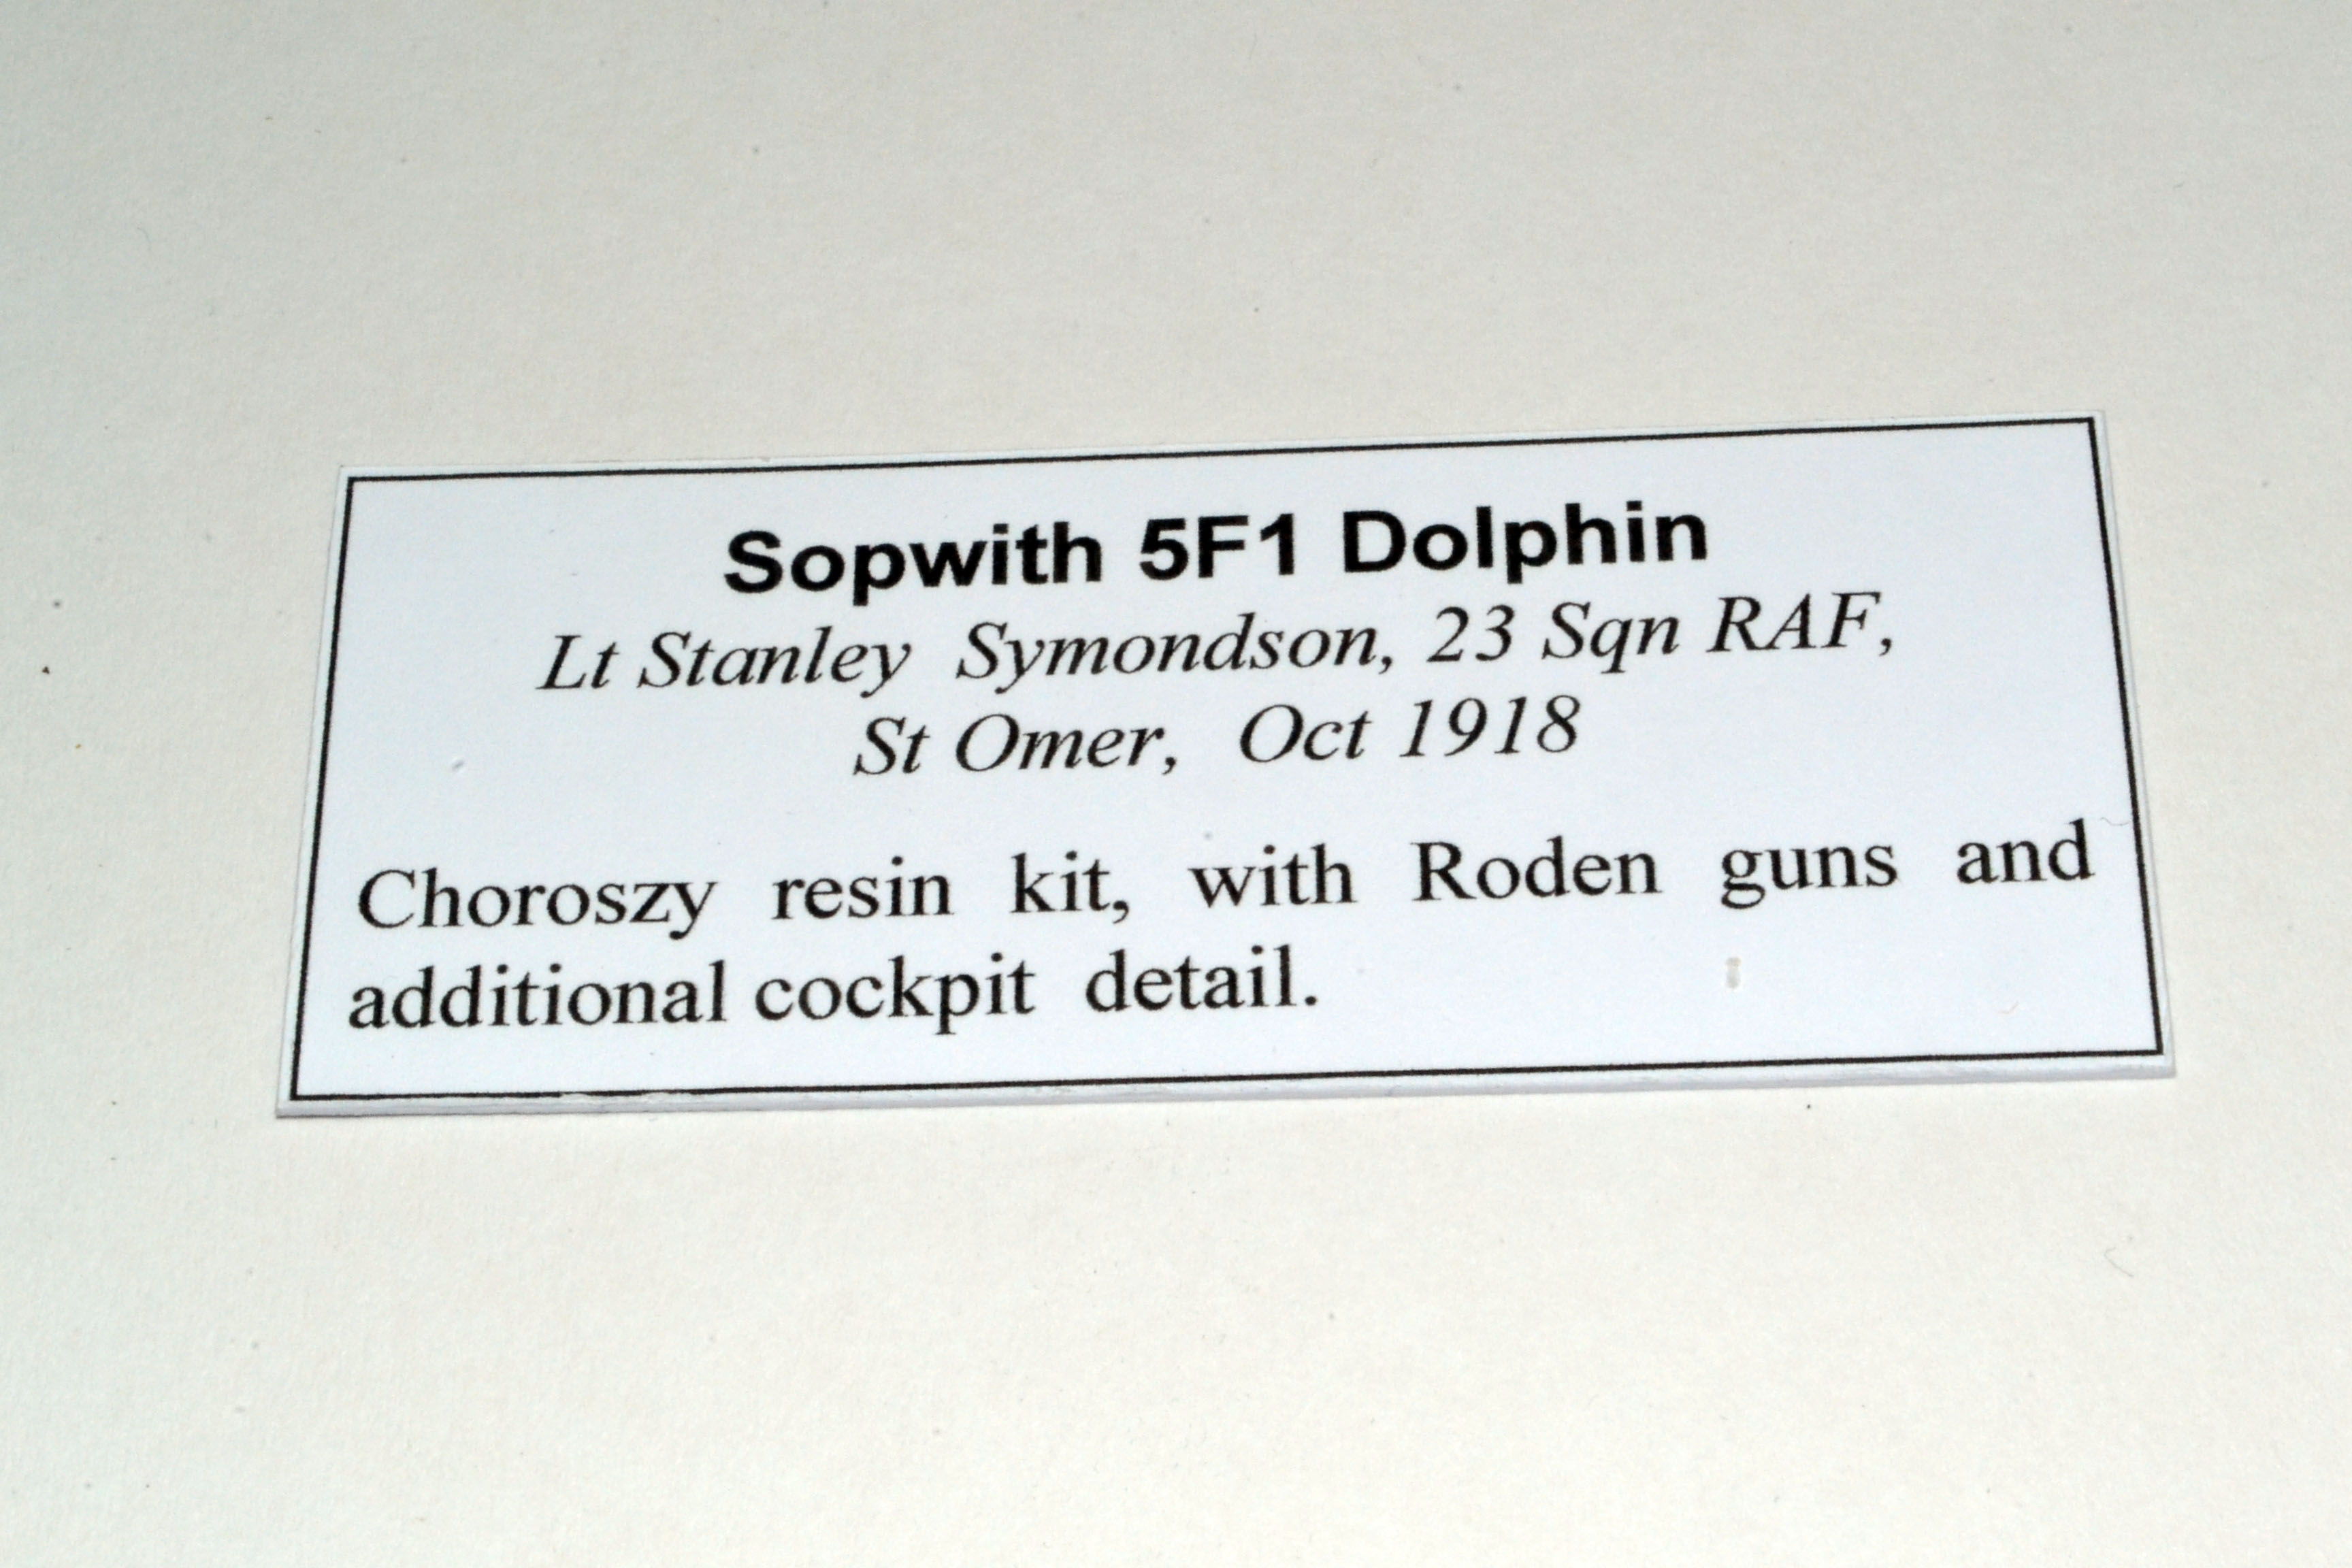 Sopwith 5F1 Dolphin
Lt Stanley Symondson, 23 Sqn RAF,
St Omer, Oct 1918
Choroszy resin kit, with Roden guns and
additional cockpit detail.